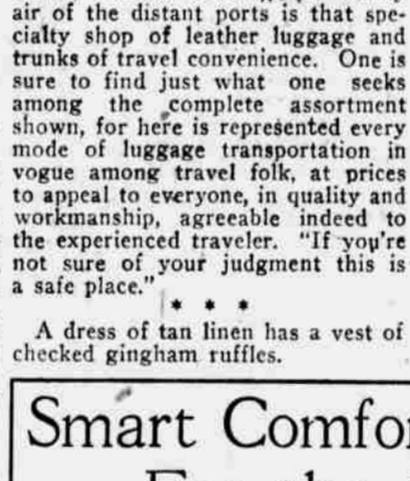 air of the distant ports is that spe-
cialty shop of leather luggage and
trunks of travel convenience. One is
sure to find just what one seeks
among the complete assortment
shown, for here is represented every
mode of luggage transportation in
vogue among travel folk, at prices
to appeal to everyone, in quality and
workmanship, agreeable indeed to
the experienced traveler. "If you're
not sure of your judgment this is
a safe place."
* * *
A dress of tan linen has a vest of
checked gingham ruffles.
Smart Comfo